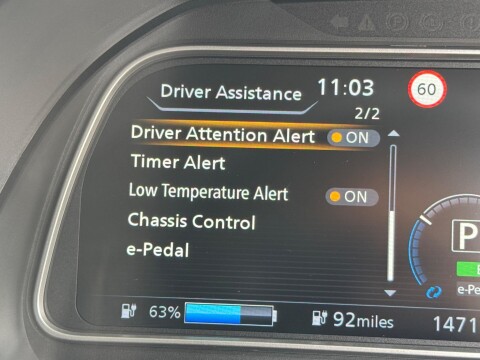 Driver Assistance 11:03 60
2/2
Driver Attention Alert ON
Timer Alert
Low Temperature Alert ON
Chassis Control
e-Pedal
P
63% 92miles 1471